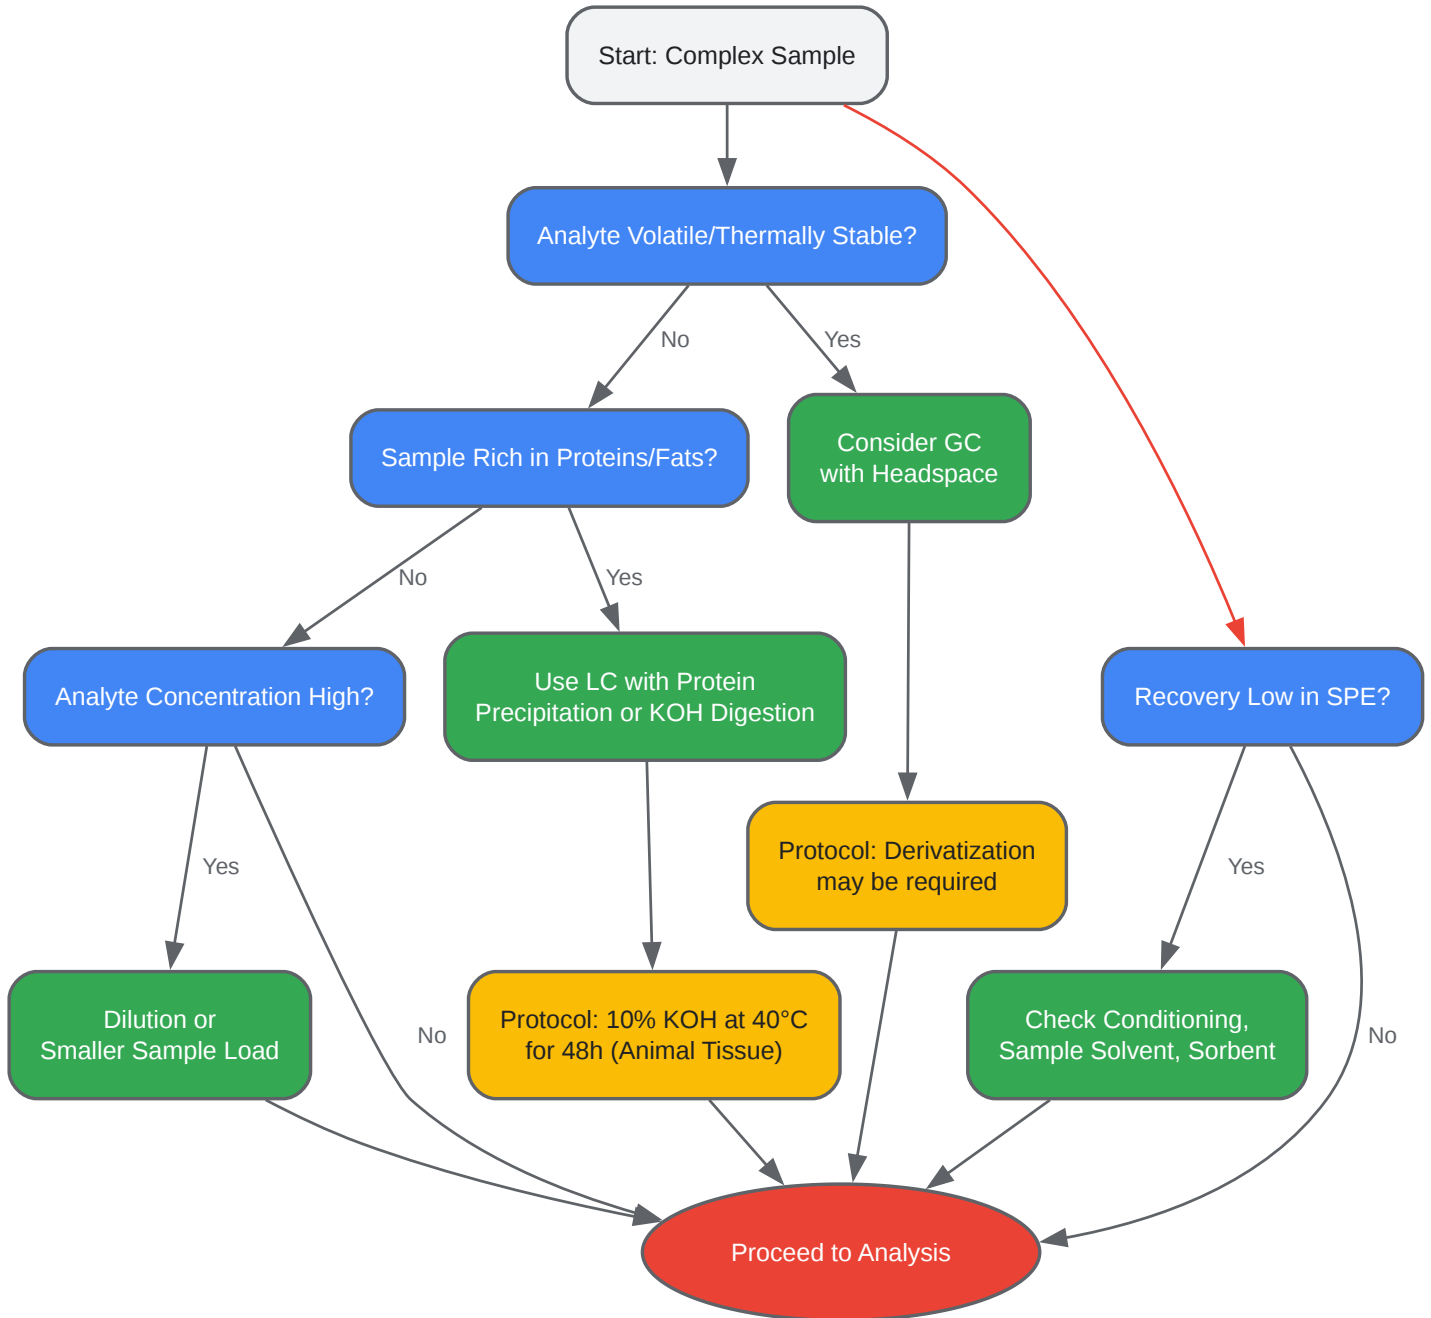 Start: Complex Sample
Analyte Volatile/Thermally Stable?
No
Yes
Sample Rich in Proteins/Fats?
Consider GC
with Headspace
No
Yes
Analyte Concentration High?
Use LC with Protein
Precipitation or KOH Digestion
Recovery Low in SPE?
Yes
Protocol: Derivatization
may be required
Yes
Dilution or
Smaller Sample Load
No
Protocol: 10% KOH at 40°C
for 48h (Animal Tissue)
Check Conditioning,
Sample Solvent, Sorbent
No
Proceed to Analysis